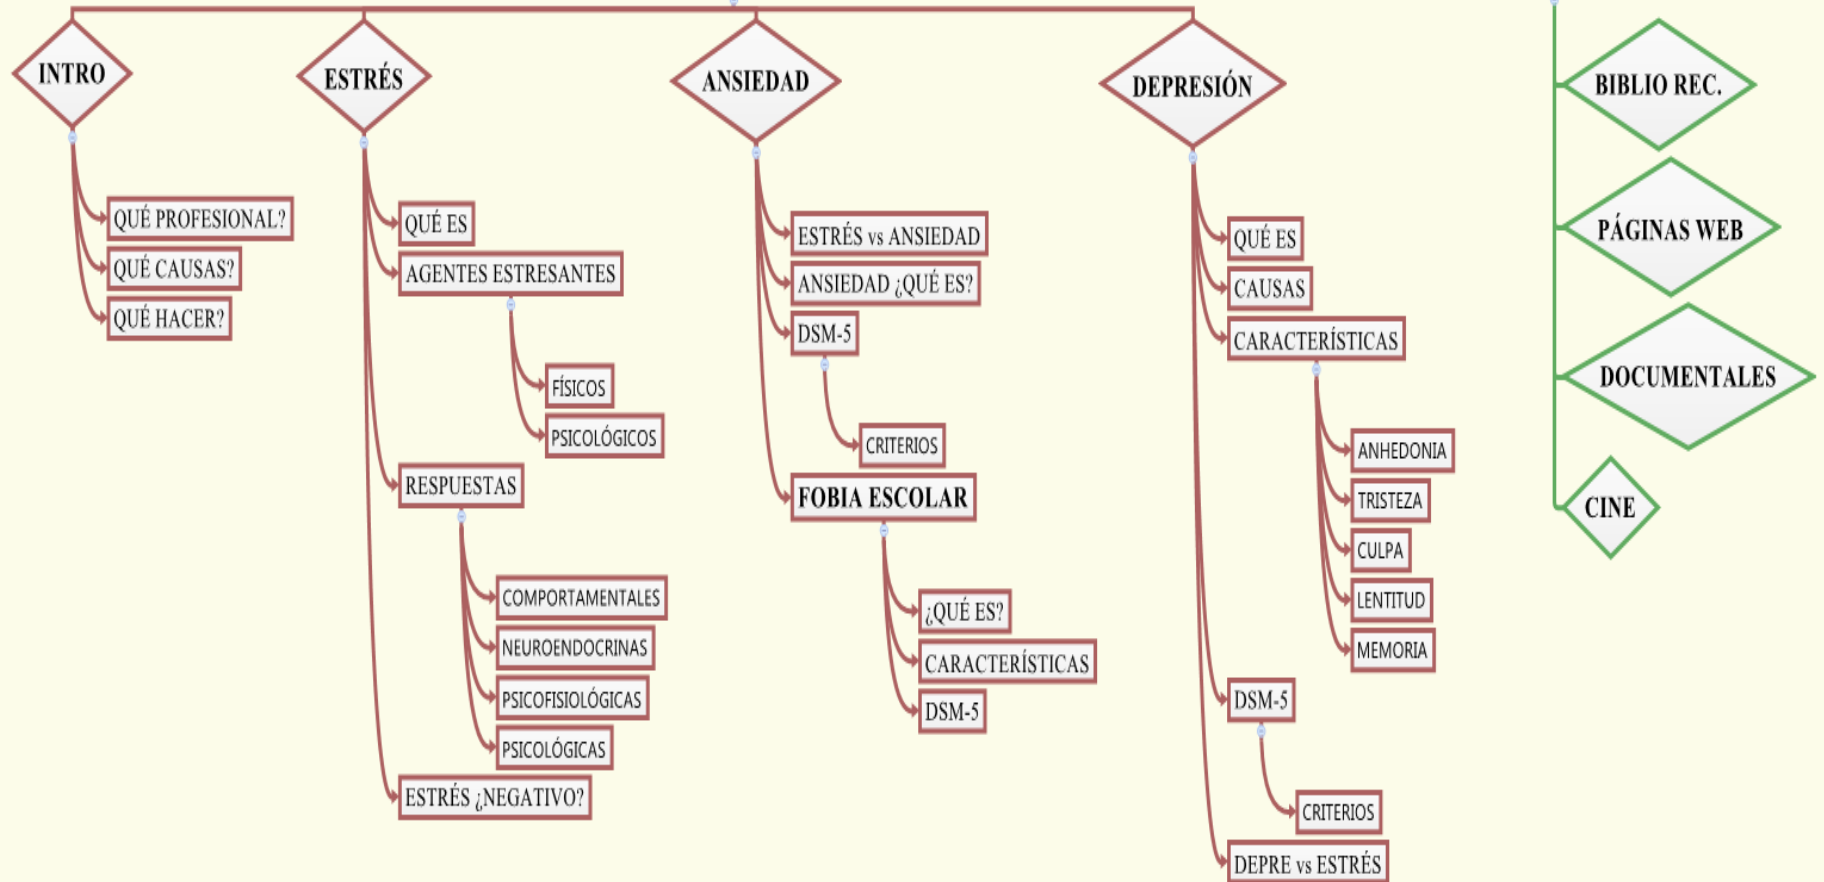 INTRO
QUÉ PROFESIONAL?
QUÉ CAUSAS?
QUÉ HACER?
ESTRÉS
QUÉ ES
AGENTES ESTRESANTES
FÍSICOS
PSICOLÓGICOS
RESPUESTAS
COMPORTAMENTALES
NEUROENDOCRINAS
PSICOFISIOLÓGICAS
PSICOLÓGICAS
ESTRÉS ¿NEGATIVO?
ANSIEDAD
ESTRÉS vs ANSIEDAD
ANSIEDAD ¿QUÉ ES?
DSM-5
CRITERIOS
FOBIA ESCOLAR
¿QUÉ ES?
CARACTERÍSTICAS
DSM-5
DEPRESIÓN
QUÉ ES
CAUSAS
CARACTERÍSTICAS
ANHEDONIA
TRISTEZA
CULPA
LENTITUD
MEMORIA
DSM-5
CRITERIOS
DEPRE vs ESTRÉS
BIBLIO REC.
PÁGINAS WEB
DOCUMENTALES
CINE